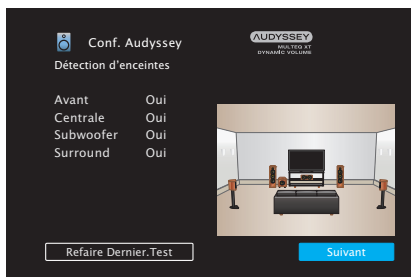 Conf. Audyssey
AUDYSSEY
MULTEQ XT
DYNAMIC VOLUME
Détection d'enceintes
Avant Oui
Centrale Oui
Subwoofer Oui
Surround Oui
Refaire Dernier.Test
Suivant